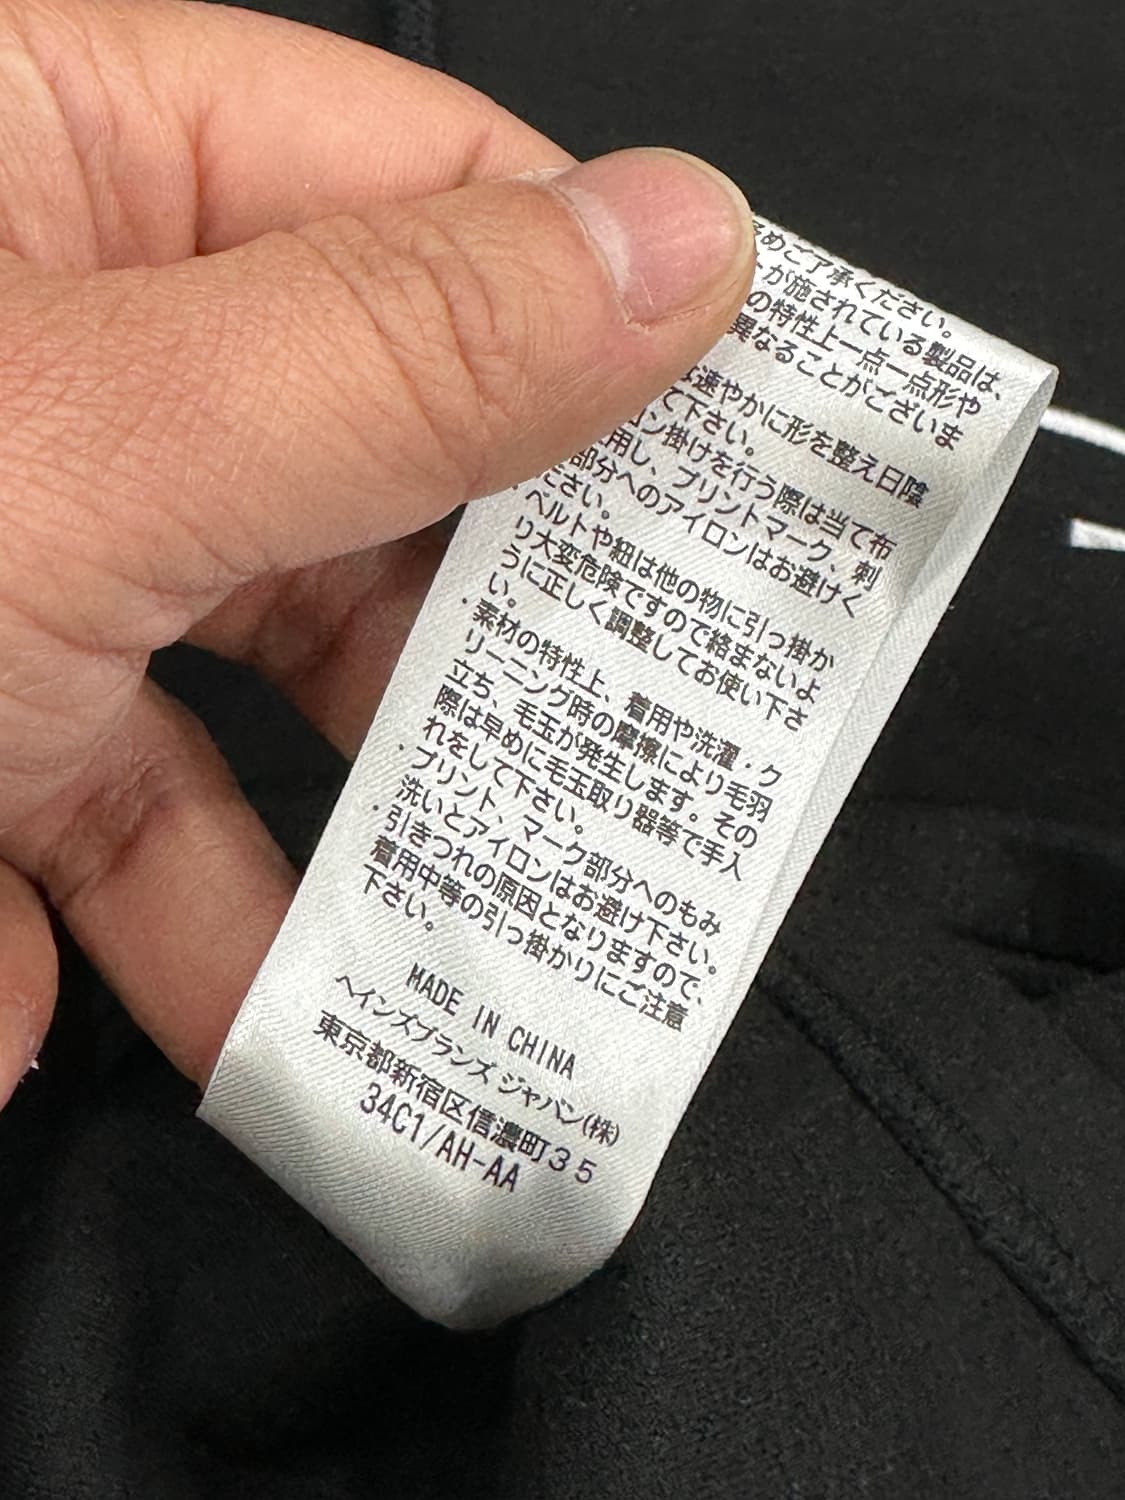 めご了承ください。
が施されている製品は、
の特性上一点一点形や
異なることがございま
速やかに形を整え日陰
て下さい。
ン掛けを行う際は当て布
用し、プリントマーク、刺
部分へのアイロンはお避けく
ださい。
ベルトや紐は他の物に引っ掛か
り大変危険ですので絡まないよ
うに正しく調整してお使い下さ
い。
・素材の特性上、着用や洗濯・ク
リーニング時の摩擦により毛羽
立ち、毛玉が発生します。その
際は早めに毛玉取り器等で手入
れをして下さい。
・プリント、マーク部分へのもみ
洗いとアイロンはお避け下さい。
・引きつれの原因となりますので、
着用中等の引っ掛かりにご注意
下さい。
MADE IN CHINA
ヘインズブランズ ジャパン(株)
東京都新宿区信濃町35
34C1/AH-AA